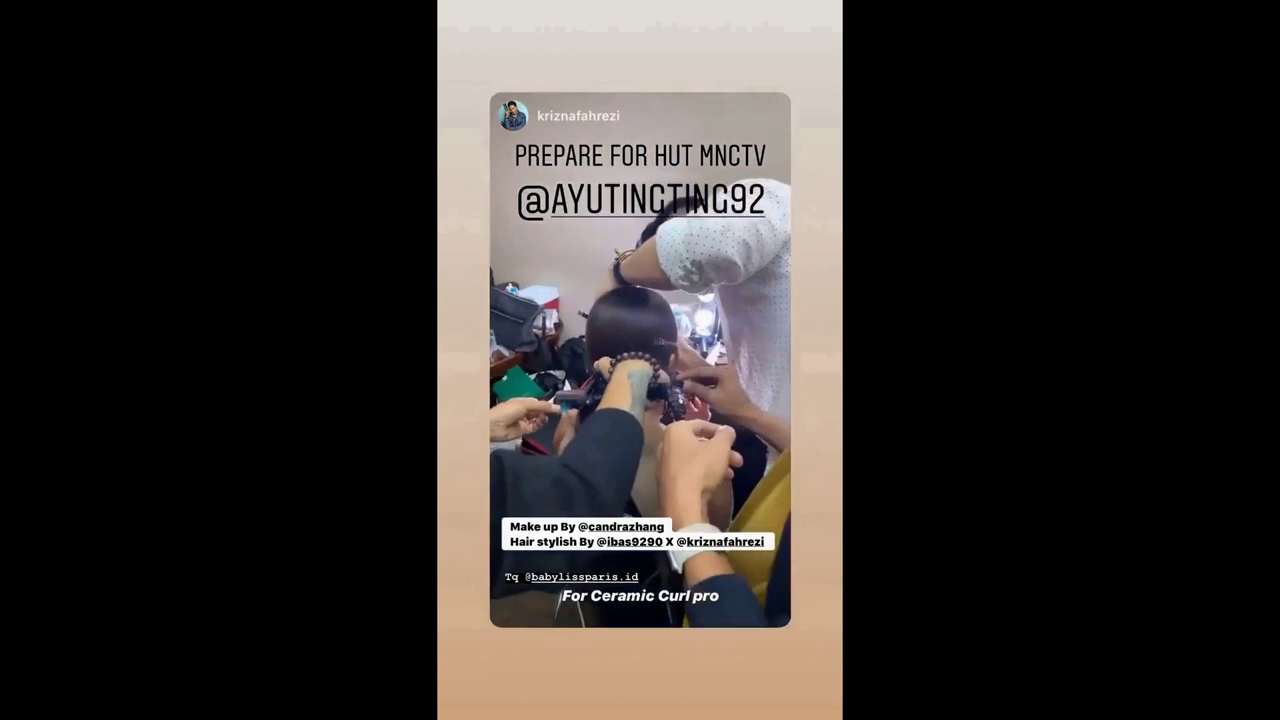 kriznafahrezi
PREPARE FOR HUT MNCTV
@AYUTINGTING92
Make up By @candrazhang
Hair stylish By @ibas9290 X @kriznafahrezi
Tq @babylissparis.id
For Ceramic Curl pro